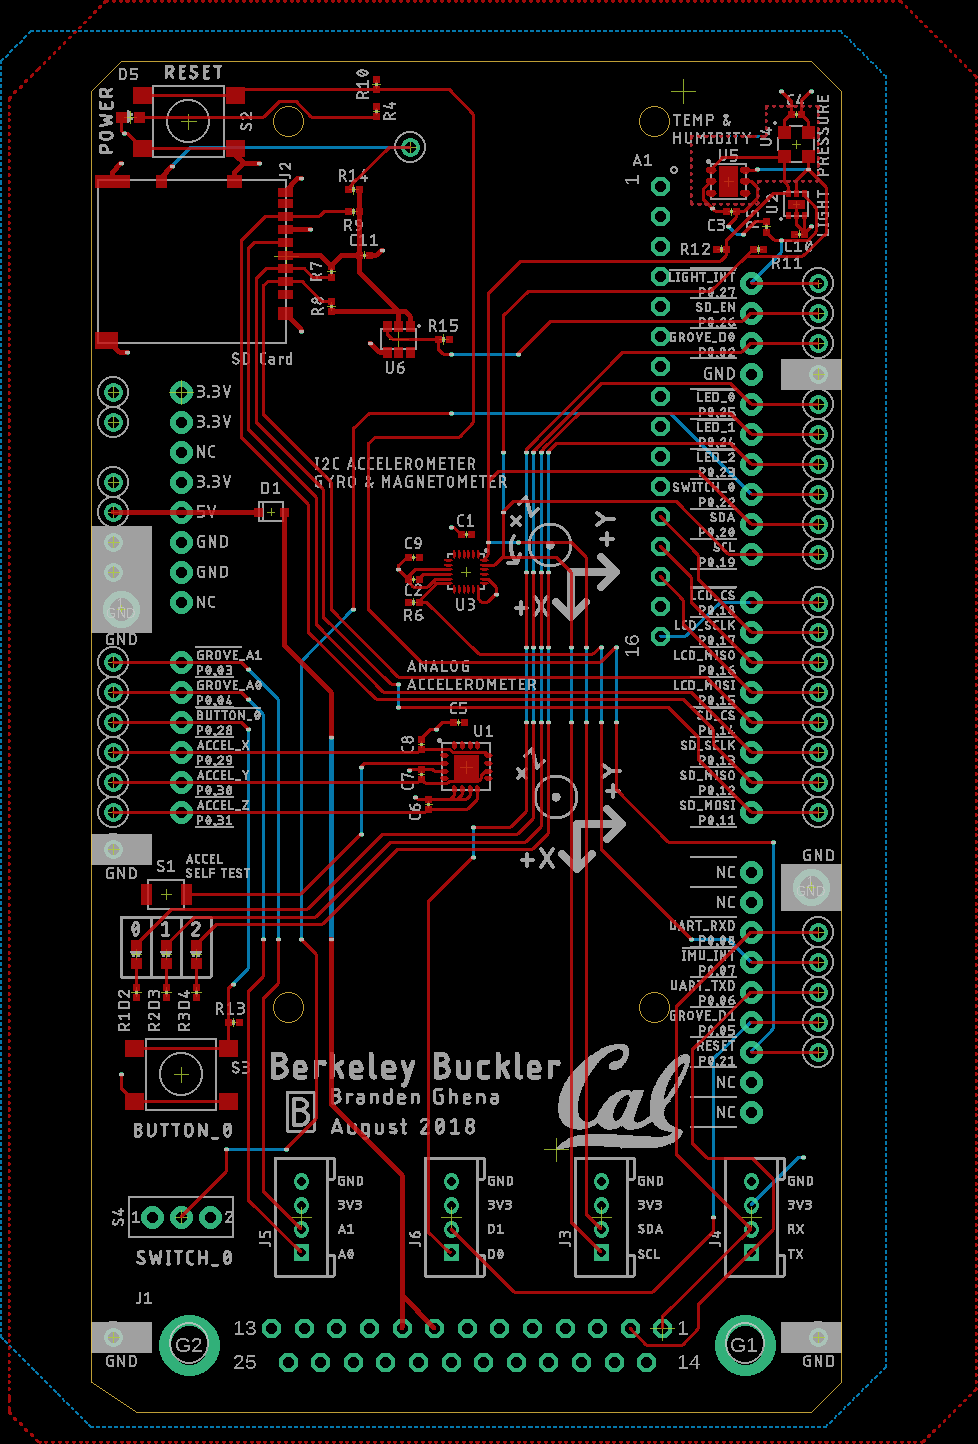 D5
RESET
POWER
S2
R10
R4
J2
R14
R9
C11
R7
R8
R15
U6
SD Card
TEMP &
HUMIDITY
A1
1
U5
U4
C4
LIGHT PRESSURE
U2
C3
C10
R12
R11
LIGHT_INT
P0.27
SD_EN
P0.26
GROVE_D0
P0.02
GND
LED_0
P0.25
LED_1
P0.24
LED_2
P0.23
SWITCH_0
P0.22
SDA
P0.20
SCL
P0.19
3.3V
3.3V
NC
3.3V
5V
GND
GND
NC
D1
GND
GND
I2C ACCELEROMETER
GYRO & MAGNETOMETER
C1
C9
C2
R6
U3
+Y
+X
16
LCD_CS
P0.18
LCD_SCLK
P0.17
LCD_MISO
P0.16
LCD_MOSI
P0.15
SD_CS
P0.14
SD_SCLK
P0.13
SD_MISO
P0.12
SD_MOSI
P0.11
GROVE_A1
P0.03
GROVE_A0
P0.04
BUTTON_0
P0.28
ACCEL_X
P0.29
ACCEL_Y
P0.30
ACCEL_Z
P0.31
ANALOG
ACCELEROMETER
C5
U1
C8
C7
C6
+Y
+X
GND
S1
ACCEL
SELF TEST
0 1 2
R1D2
R2D3
R3D4
R13
S3
BUTTON_0
GND
GND
NC
NC
UART_RXD
P0.08
IMU_INT
P0.07
UART_TXD
P0.06
GROVE_D1
P0.05
RESET
P0.21
NC
NC
Berkeley Buckler
Branden Ghena
B
August 2018
Cal
S4
1 2
SWITCH_0
J5
GND
3V3
A1
A0
J6
GND
3V3
D1
D0
J3
GND
3V3
SDA
SCL
J4
GND
3V3
RX
TX
J1
GND
G2
13
25
1
14
G1
GND